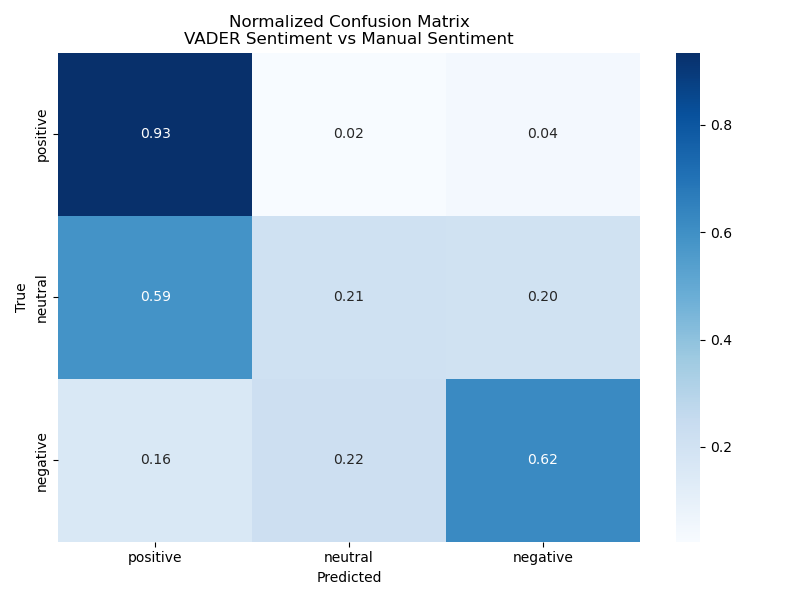 Normalized Confusion Matrix
VADER Sentiment vs Manual Sentiment
True
positive
0.93 0.02 0.04
neutral
0.59 0.21 0.20
negative
0.16 0.22 0.62
positive neutral negative
Predicted
0.8
0.6
0.4
0.2